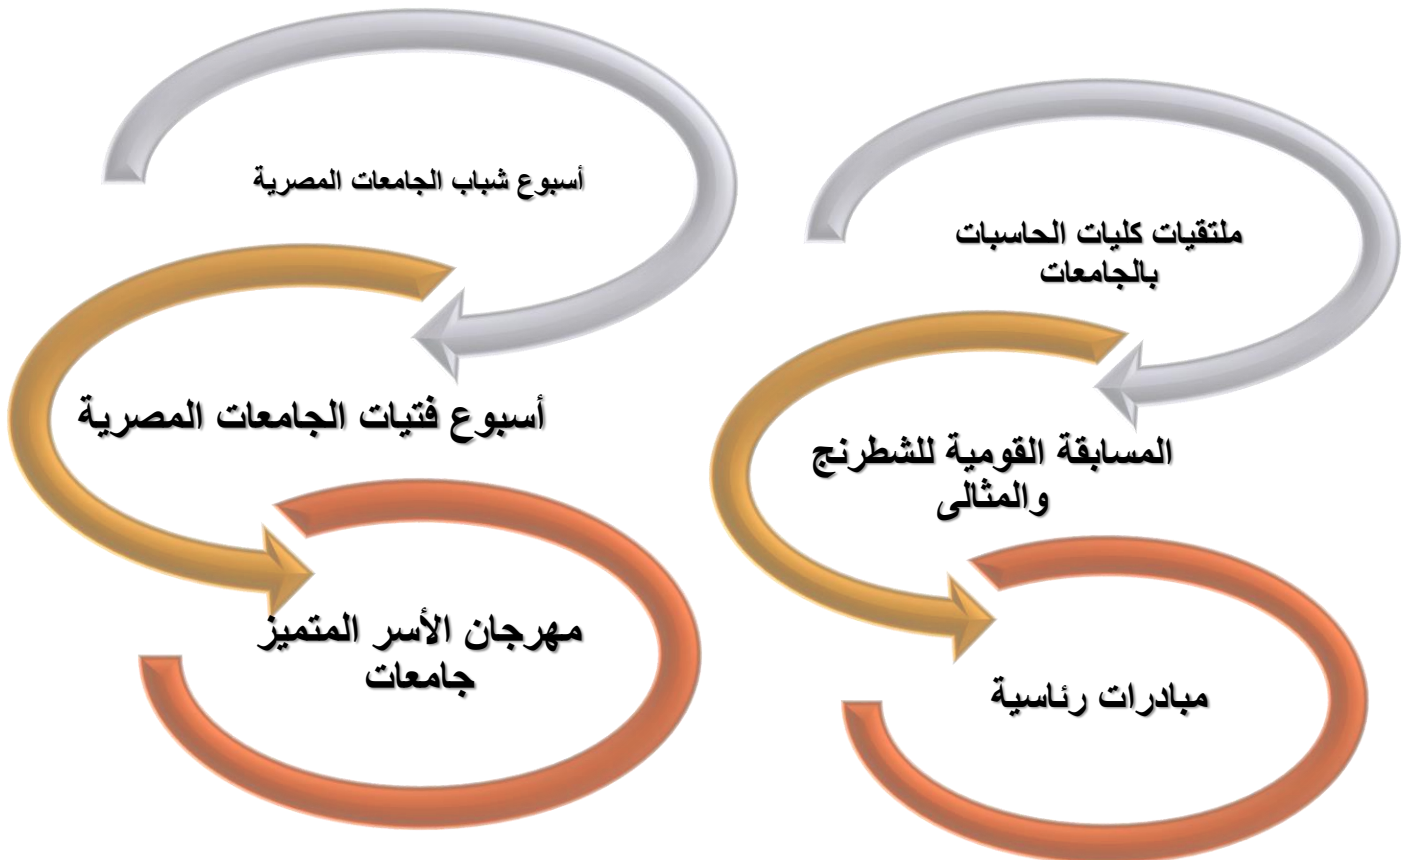 ملتقيات كليات الحاسبات
بالجامعات
المسابقة القومية للشطرنج
والمثالى
مبادرات رئاسية
أسبوع شباب الجامعات المصرية
أسبوع فتيات الجامعات المصرية
مهرجان الأسر المتميز
جامعات